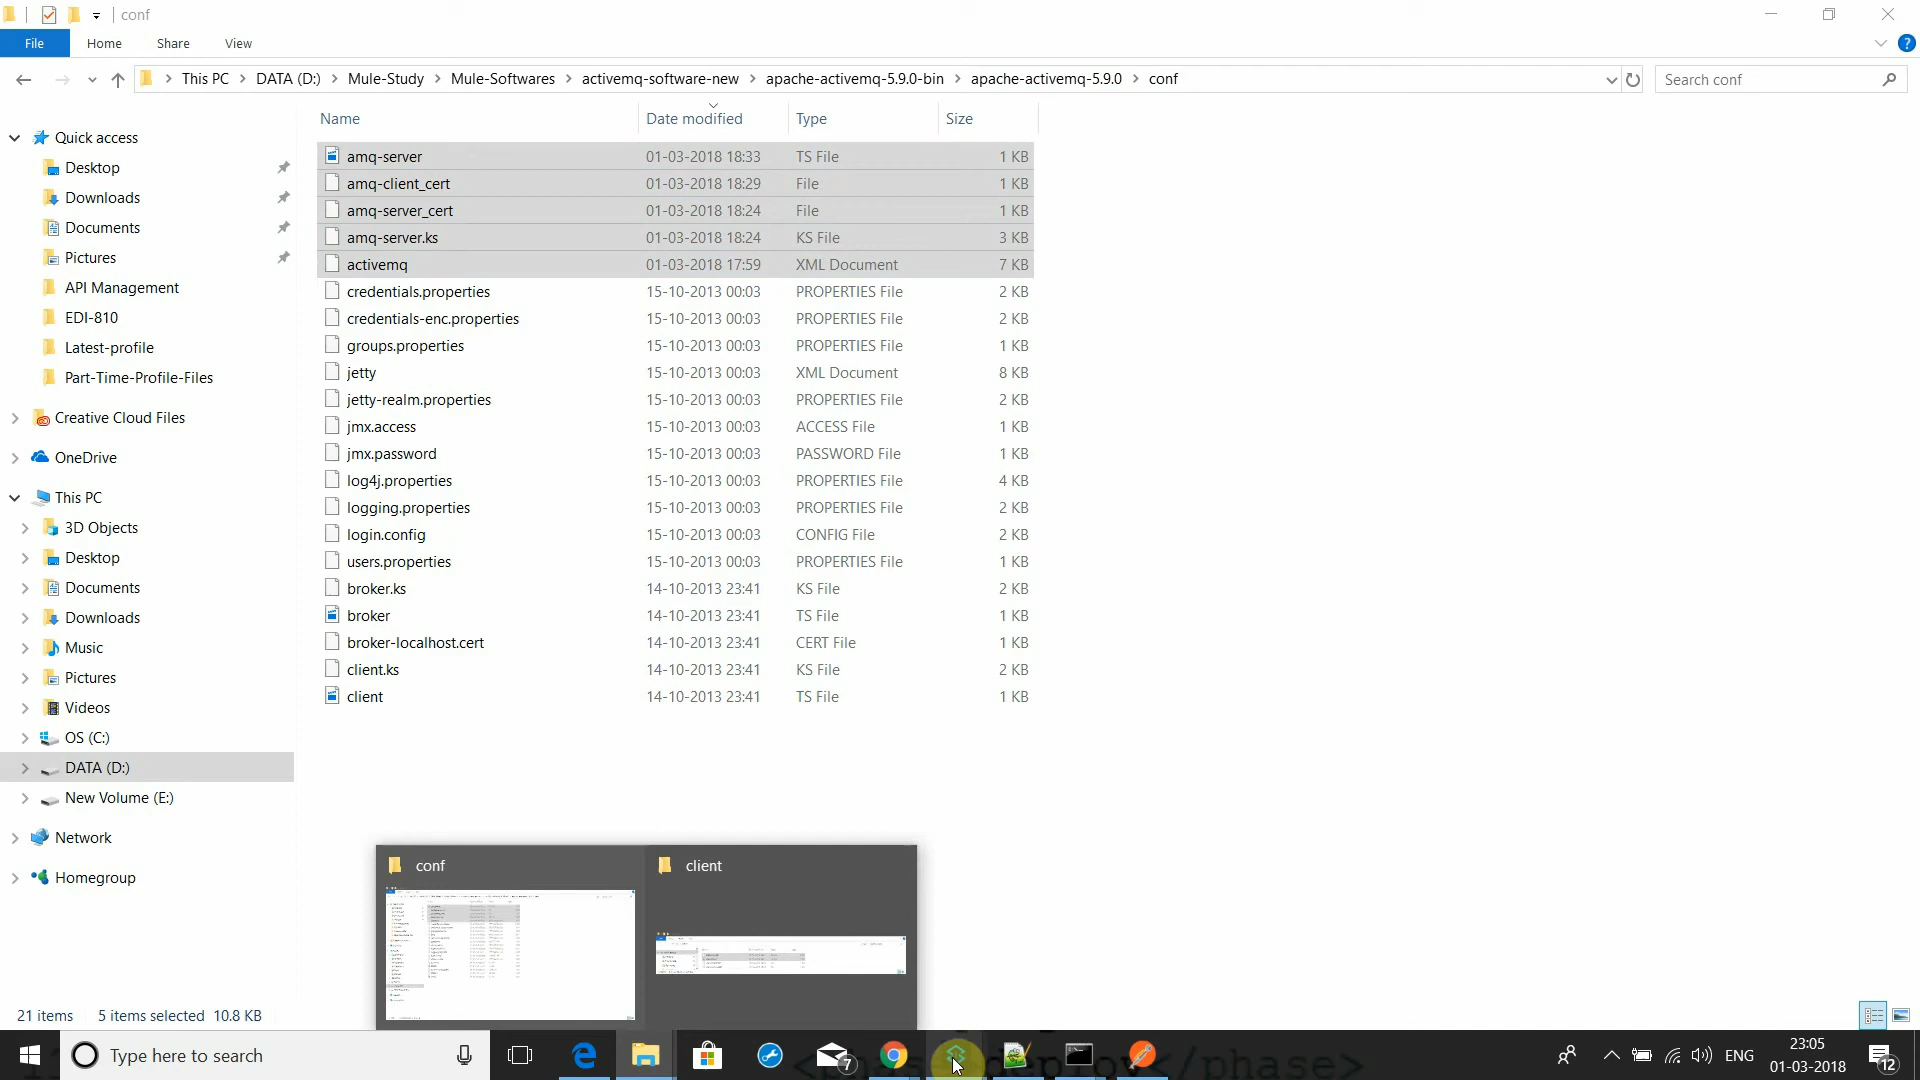 conf
File Home Share View
This PC DATA (D:) Mule-Study Mule-Softwares activemq-software-new apache-activemq-5.9.0-bin apache-activemq-5.9.0 conf Search conf
Name Date modified Type Size
Quick access
Desktop
Downloads
Documents
Pictures
API Management
EDI-810
Latest-profile
Part-Time-Profile-Files
Creative Cloud Files
OneDrive
This PC
3D Objects
Desktop
Documents
Downloads
Music
Pictures
Videos
OS (C:)
DATA (D:)
New Volume (E:)
Network
Homegroup
amq-server 01-03-2018 18:33 TS File 1 KB
amq-client_cert 01-03-2018 18:29 File 1 KB
amq-server_cert 01-03-2018 18:24 File 1 KB
amq-server.ks 01-03-2018 18:24 KS File 3 KB
activemq 01-03-2018 17:59 XML Document 7 KB
credentials.properties 15-10-2013 00:03 PROPERTIES File 2 KB
credentials-enc.properties 15-10-2013 00:03 PROPERTIES File 2 KB
groups.properties 15-10-2013 00:03 PROPERTIES File 1 KB
jetty 15-10-2013 00:03 XML Document 8 KB
jetty-realm.properties 15-10-2013 00:03 PROPERTIES File 2 KB
jmx.access 15-10-2013 00:03 ACCESS File 1 KB
jmx.password 15-10-2013 00:03 PASSWORD File 1 KB
log4j.properties 15-10-2013 00:03 PROPERTIES File 4 KB
logging.properties 15-10-2013 00:03 PROPERTIES File 2 KB
login.config 15-10-2013 00:03 CONFIG File 2 KB
users.properties 15-10-2013 00:03 PROPERTIES File 1 KB
broker.ks 14-10-2013 23:41 KS File 2 KB
broker 14-10-2013 23:41 TS File 1 KB
broker-localhost.cert 14-10-2013 23:41 CERT File 1 KB
client.ks 14-10-2013 23:41 KS File 2 KB
client 14-10-2013 23:41 TS File 1 KB
conf client
21 items 5 items selected 10.8 KB
Type here to search 7 </phase> ENG 23:05
01-03-2018 12